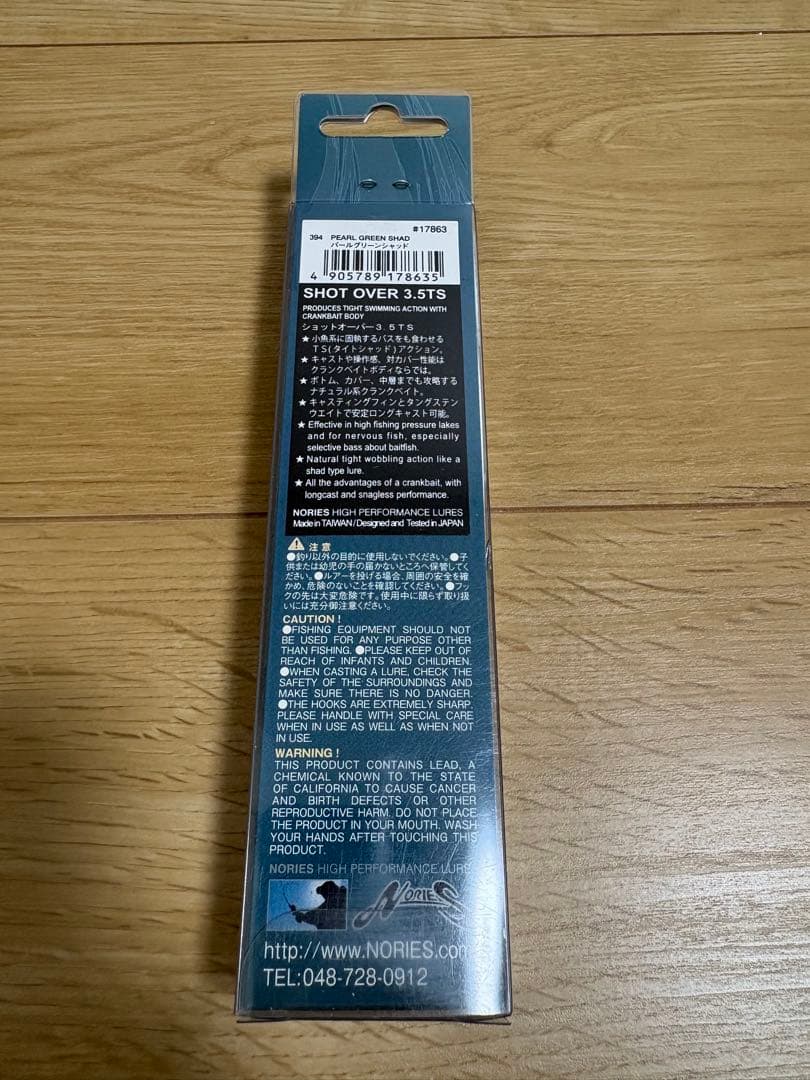 #17863
394 PEARL GREEN SHAD
パールグリーンシャッド
4 905789 178635
SHOT OVER 3.5TS
PRODUCES TIGHT SWIMMING ACTION WITH
CRANKBAIT BODY
ショットオーバー3.5TS
★小魚系に固執するバスをも食わせる
TS(タイトシャッド)アクション。
★キャストや操作感、対カバー性能は
クランクベイトボディならでは。
★ボトム、カバー、中層までも攻略する
ナチュラル系クランクベイト。
★キャスティングフィンとタングステン
ウエイトで安定ロングキャスト可能。
★Effective in high fishing pressure lakes
and for nervous fish, especially
selective bass about baitfish.
★Natural tight wobbling action like a
shad type lure.
★All the advantages of a crankbait, with
longcast and snagless performance.
NORIES HIGH PERFORMANCE LURES
Made in TAIWAN / Designed and Tested in JAPAN
注意
●釣り以外の目的に使用しないでください。●子
供または幼児の手の届かないところへ保管してく
ださい。●ルアーを投げる場合、周囲の安全を確
かめ、危険のないことを確認してください。●フッ
クの先は大変危険です。使用中に限らず取り扱
いには充分御注意ください。
CAUTION!
●FISHING EQUIPMENT SHOULD NOT
BE USED FOR ANY PURPOSE OTHER
THAN FISHING. ●PLEASE KEEP OUT OF
REACH OF INFANTS AND CHILDREN.
●WHEN CASTING A LURE, CHECK THE
SAFETY OF THE SURROUNDINGS AND
MAKE SURE THERE IS NO DANGER.
●THE HOOKS ARE EXTREMELY SHARP.
PLEASE HANDLE WITH SPECIAL CARE
WHEN IN USE AS WELL AS WHEN NOT
IN USE.
WARNING!
THIS PRODUCT CONTAINS LEAD, A
CHEMICAL KNOWN TO THE STATE
OF CALIFORNIA TO CAUSE CANCER
AND BIRTH DEFECTS OR OTHER
REPRODUCTIVE HARM. DO NOT PLACE
THE PRODUCT IN YOUR MOUTH. WASH
YOUR HANDS AFTER TOUCHING THIS
PRODUCT.
NORIES HIGH PERFORMANCE LURE
NORIES
http://www.NORIES.com
TEL:048-728-0912